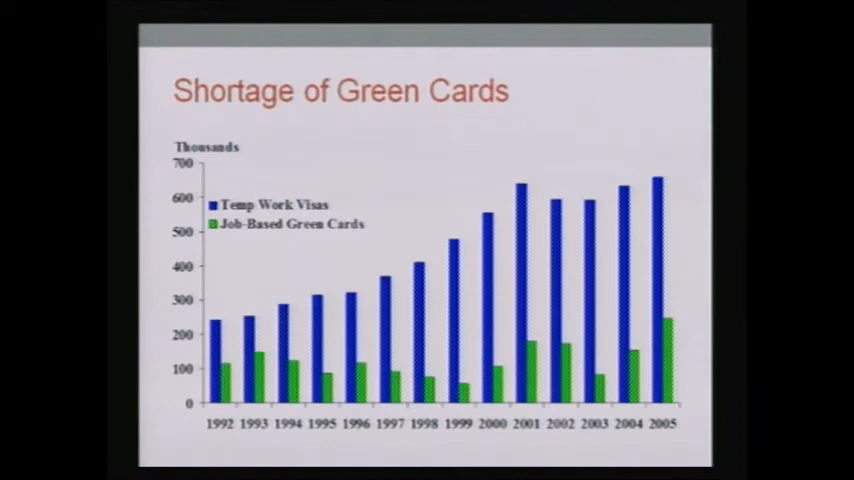 Shortage of Green Cards
Thousands
700
600
500
400
300
200
100
0
Temp Work Visas
Job-Based Green Cards
1992 1993 1994 1995 1996 1997 1998 1999 2000 2001 2002 2003 2004 2005